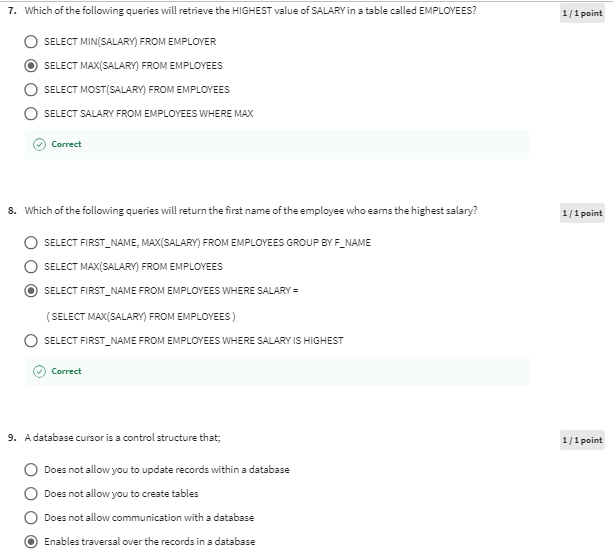 7. Which of the following queries will retrieve the HIGHEST value of SALARY in a table called EMPLOYEES? 1 / 1 point
SELECT MIN(SALARY) FROM EMPLOYER
SELECT MAX(SALARY) FROM EMPLOYEES
SELECT MOST(SALARY) FROM EMPLOYEES
SELECT SALARY FROM EMPLOYEES WHERE MAX
Correct
8. Which of the following queries will return the first name of the employee who earns the highest salary? 1 / 1 point
SELECT FIRST_NAME, MAX(SALARY) FROM EMPLOYEES GROUP BY F_NAME
SELECT MAX(SALARY) FROM EMPLOYEES
SELECT FIRST_NAME FROM EMPLOYEES WHERE SALARY =
( SELECT MAX(SALARY) FROM EMPLOYEES )
SELECT FIRST_NAME FROM EMPLOYEES WHERE SALARY IS HIGHEST
Correct
9. A database cursor is a control structure that; 1 / 1 point
Does not allow you to update records within a database
Does not allow you to create tables
Does not allow communication with a database
Enables traversal over the records in a database